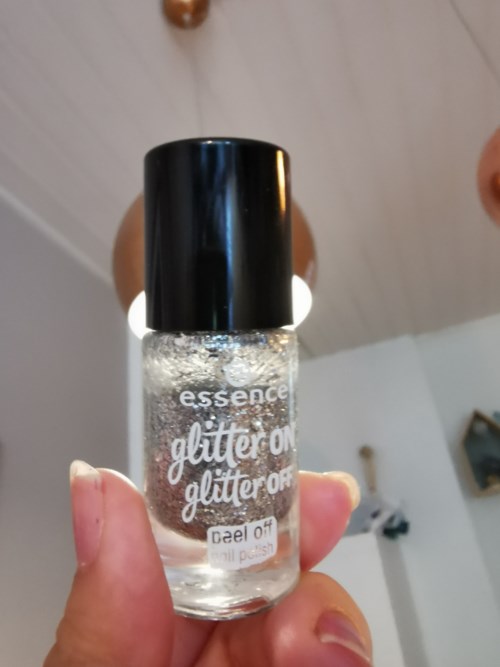 essence
glitter ON
glitter OFF
peel off
nail polish